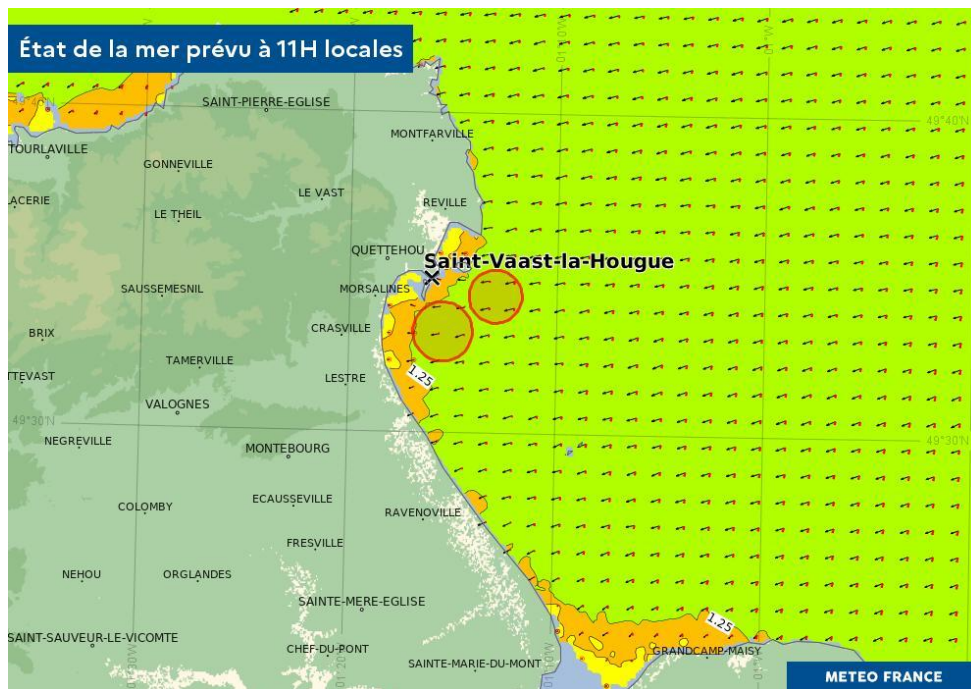 État de la mer prévu à 11H locales
SAINT-PIERRE-EGLISE
49°40'N
MONTFARVILLE
TOURLAVILLE
GONNEVILLE
LE VAST
LACERIE
REVILLE
LE THEIL
QUETTEHOU
Saint-Vaast-la-Hougue
SAUSSEMESNIL
MORSALINES
CRASVILLE
BRIX
TAMERVILLE
TTEVAST
LESTRE
1.25
VALOGNES
49°30'N
49°30'N
NEGREVILLE
MONTEBOURG
COLOMBY
ECAUSSEVILLE
RAVENOVILLE
FRESVILLE
NEHOU
ORGLANDES
SAINTE-MERE-EGLISE
1.25
SAINT-SAUVEUR-LE-VICOMTE
CHEF-DU-PONT
GRANDCAMP-MAISY
SAINTE-MARIE-DU-MONT
METEO FRANCE